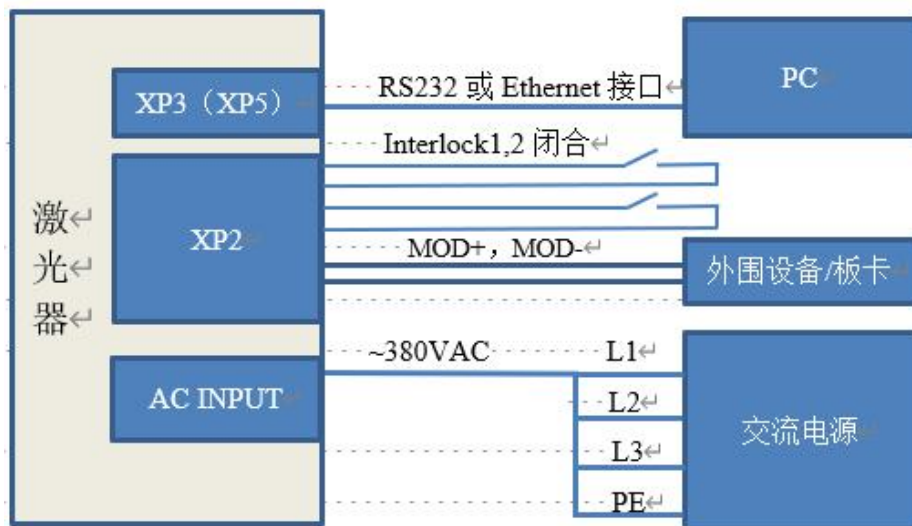 RS232 或 Ethernet 接口
XP3（XP5）
PC
Interlock1,2 闭合
激
光
器
XP2
MOD+，MOD-
外围设备/板卡
~380VAC
L1
AC INPUT
L2
L3
PE
交流电源